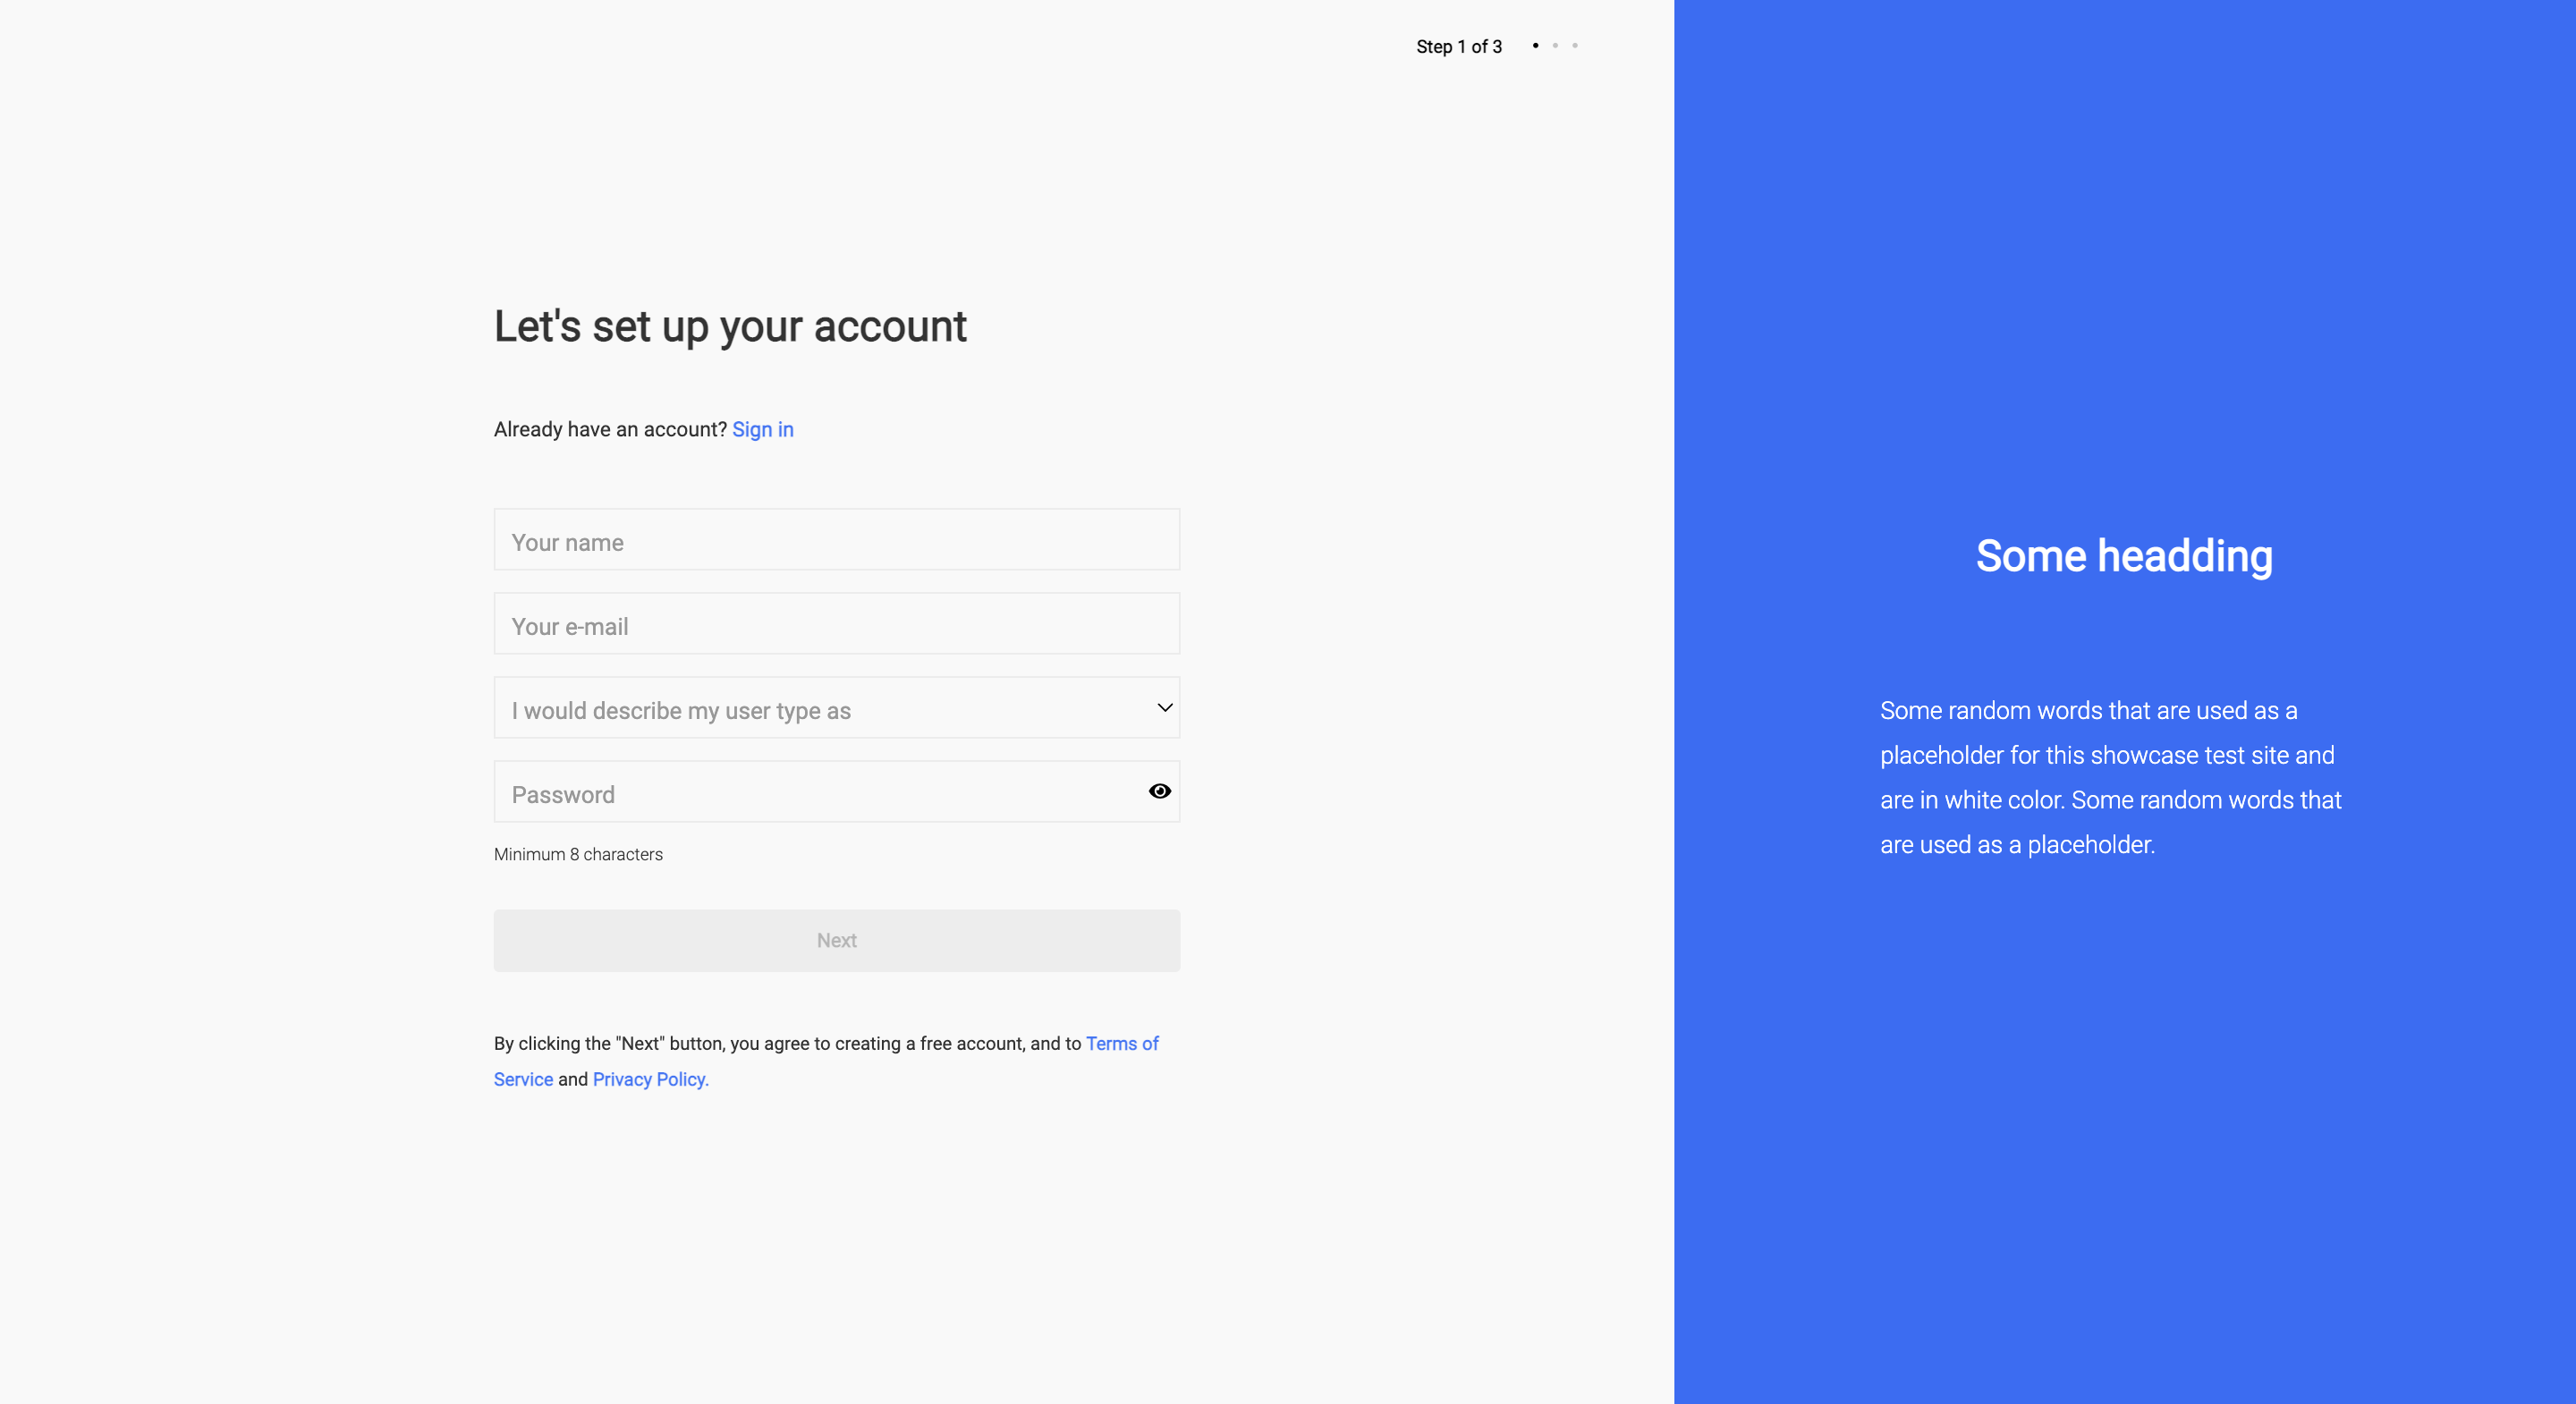 Step 1 of 3
Let's set up your account
Already have an account? Sign in
Your name
Your e-mail
I would describe my user type as
Password
Minimum 8 characters
Next
By clicking the "Next" button, you agree to creating a free account, and to Terms of
Service and Privacy Policy.
Some headding
Some random words that are used as a
placeholder for this showcase test site and
are in white color. Some random words that
are used as a placeholder.